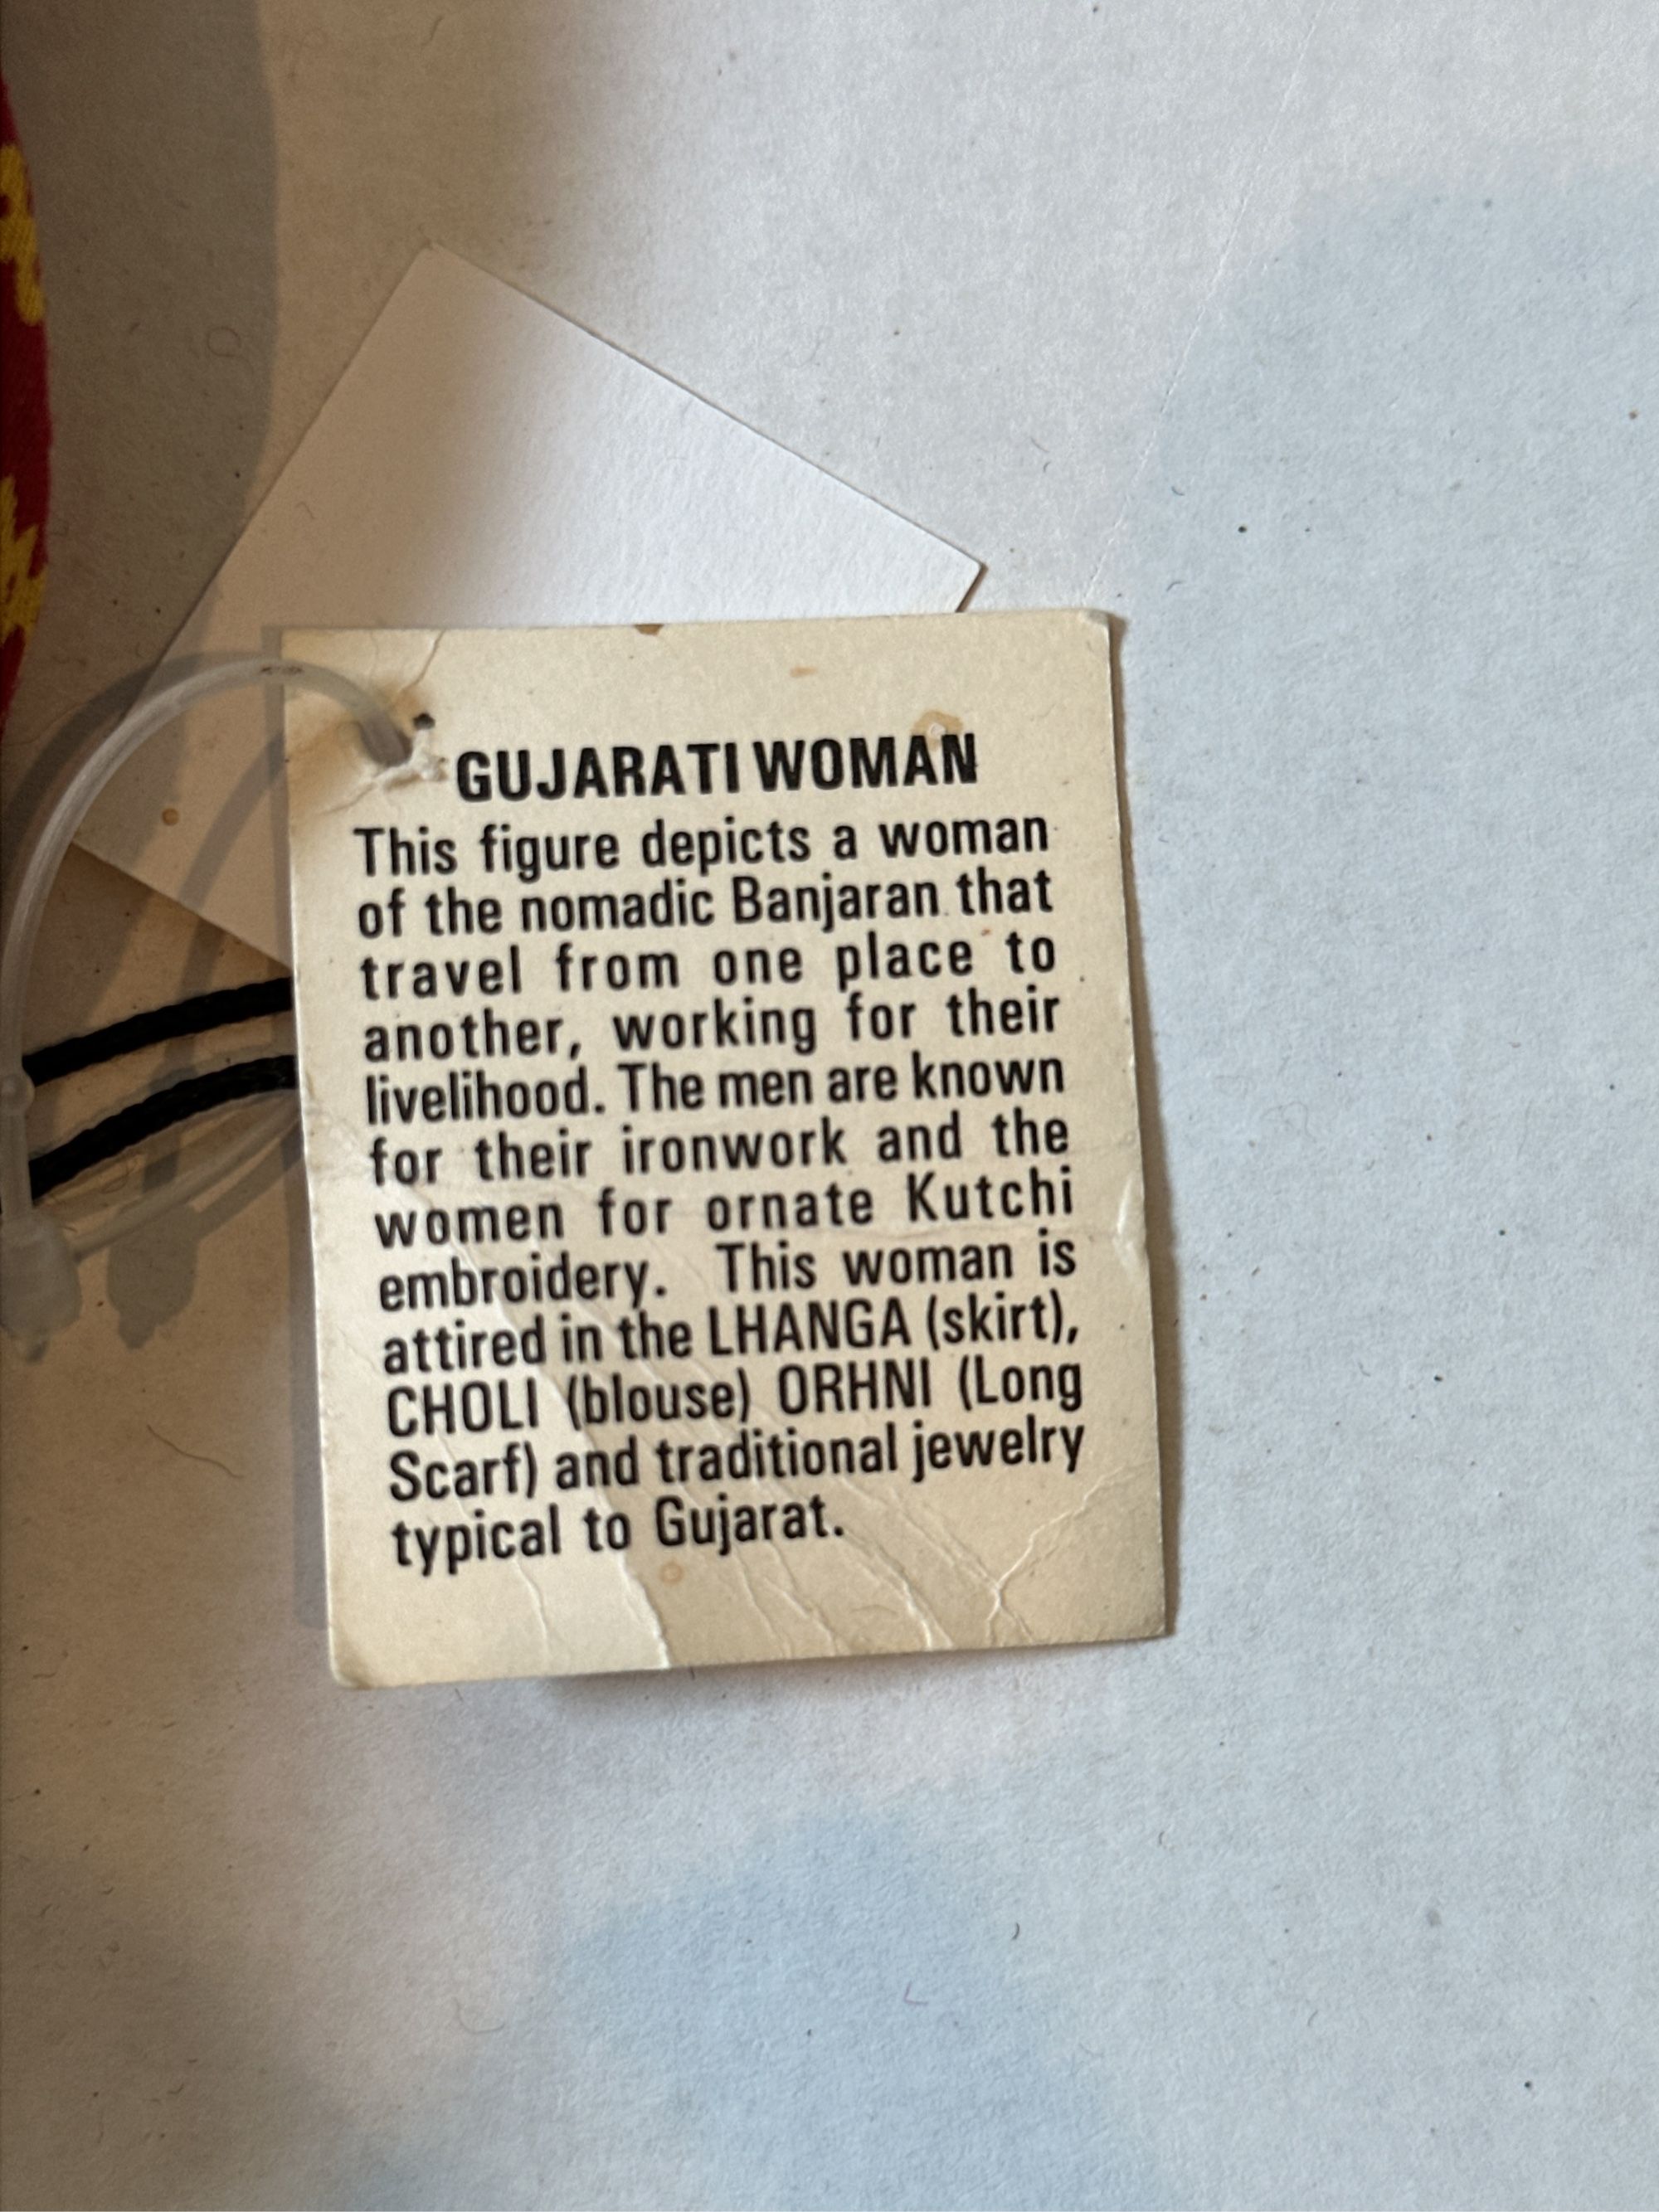 GUJARATI WOMAN
This figure depicts a woman
of the nomadic Banjaran that
travel from one place to
another, working for their
livelihood. The men are known
for their ironwork and the
women for ornate Kutchi
embroidery. This woman is
attired in the LHANGA (skirt),
CHOLI (blouse) ORHNI (Long
Scarf) and traditional jewelry
typical to Gujarat.